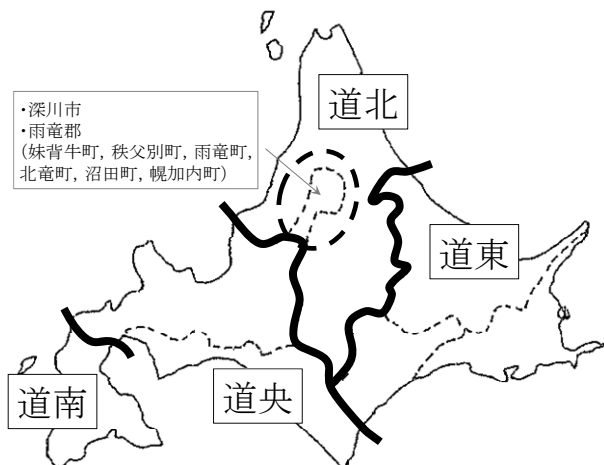 道北
・深川市
・雨竜郡
(妹背牛町, 秩父別町, 雨竜町,
北竜町, 沼田町, 幌加内町)
道東
道南
道央